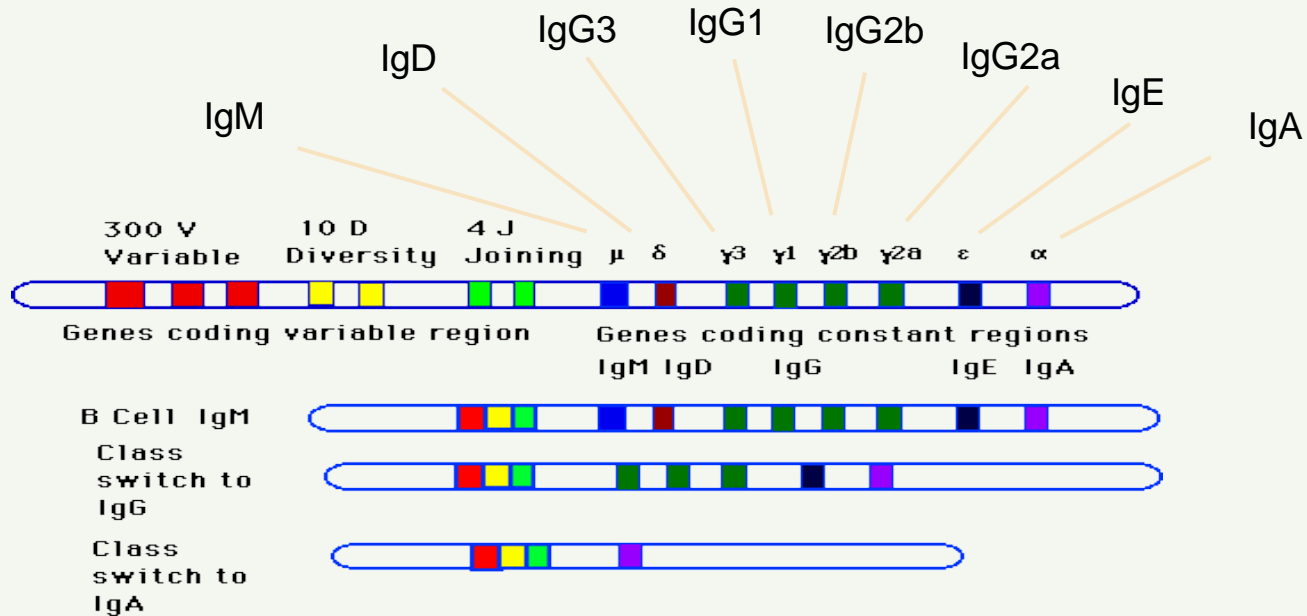 IgM
IgD
IgG3
IgG1
IgG2b
IgG2a
IgE
IgA
300 V
Variable
10 D
Diversity
4 J
Joining
μ δ γ3 γ1 γ2b γ2a ε α
Genes coding variable region
Genes coding constant regions
IgM IgD IgG IgE IgA
B Cell IgM
Class
switch to
IgG
Class
switch to
IgA